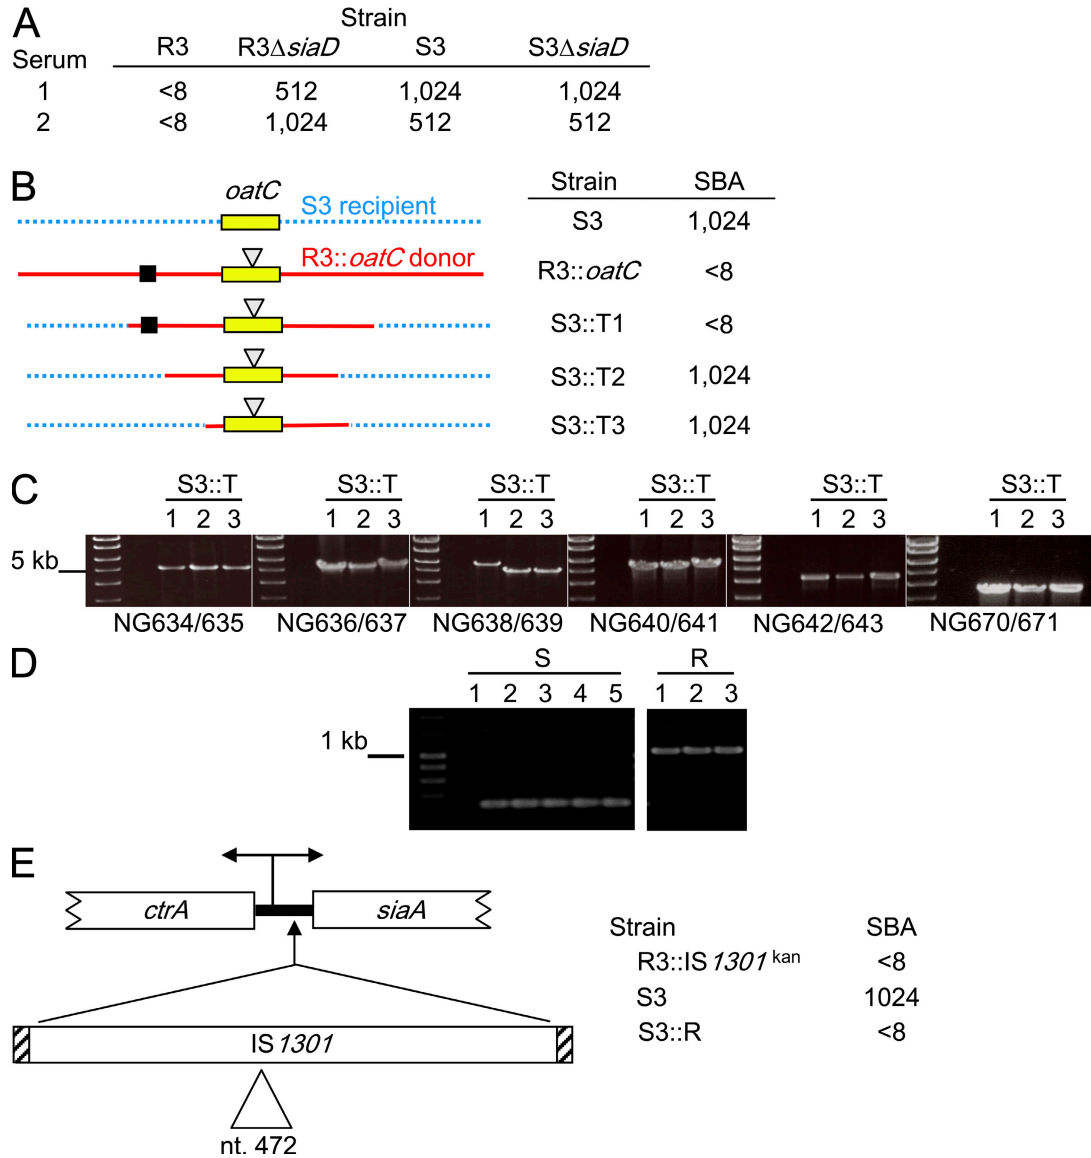 A
Strain
Serum R3 R3ΔsiaD S3 S3ΔsiaD
1 <8 512 1,024 1,024
2 <8 1,024 512 512
B
oatC
S3 recipient
R3::oatC donor
Strain SBA
S3 1,024
R3::oatC <8
S3::T1 <8
S3::T2 1,024
S3::T3 1,024
C
S3::T S3::T S3::T S3::T S3::T S3::T
1 2 3 1 2 3 1 2 3 1 2 3 1 2 3 1 2 3
5 kb
NG634/635 NG636/637 NG638/639 NG640/641 NG642/643 NG670/671
D
S R
1 2 3 4 5 1 2 3
1 kb
E
ctrA siaA
IS1301
nt. 472
Strain SBA
R3::IS1301 kan <8
S3 1024
S3::R <8